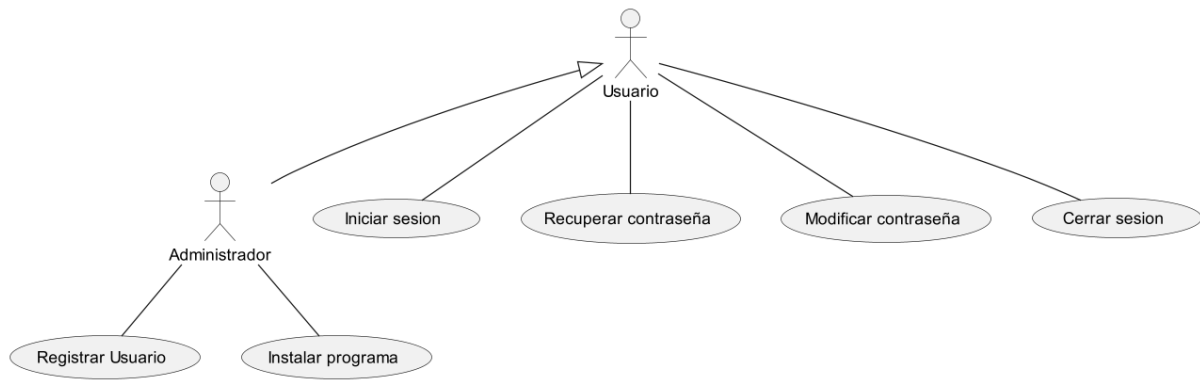 Usuario
Iniciar sesion
Recuperar contraseña
Modificar contraseña
Cerrar sesion
Administrador
Registrar Usuario
Instalar programa